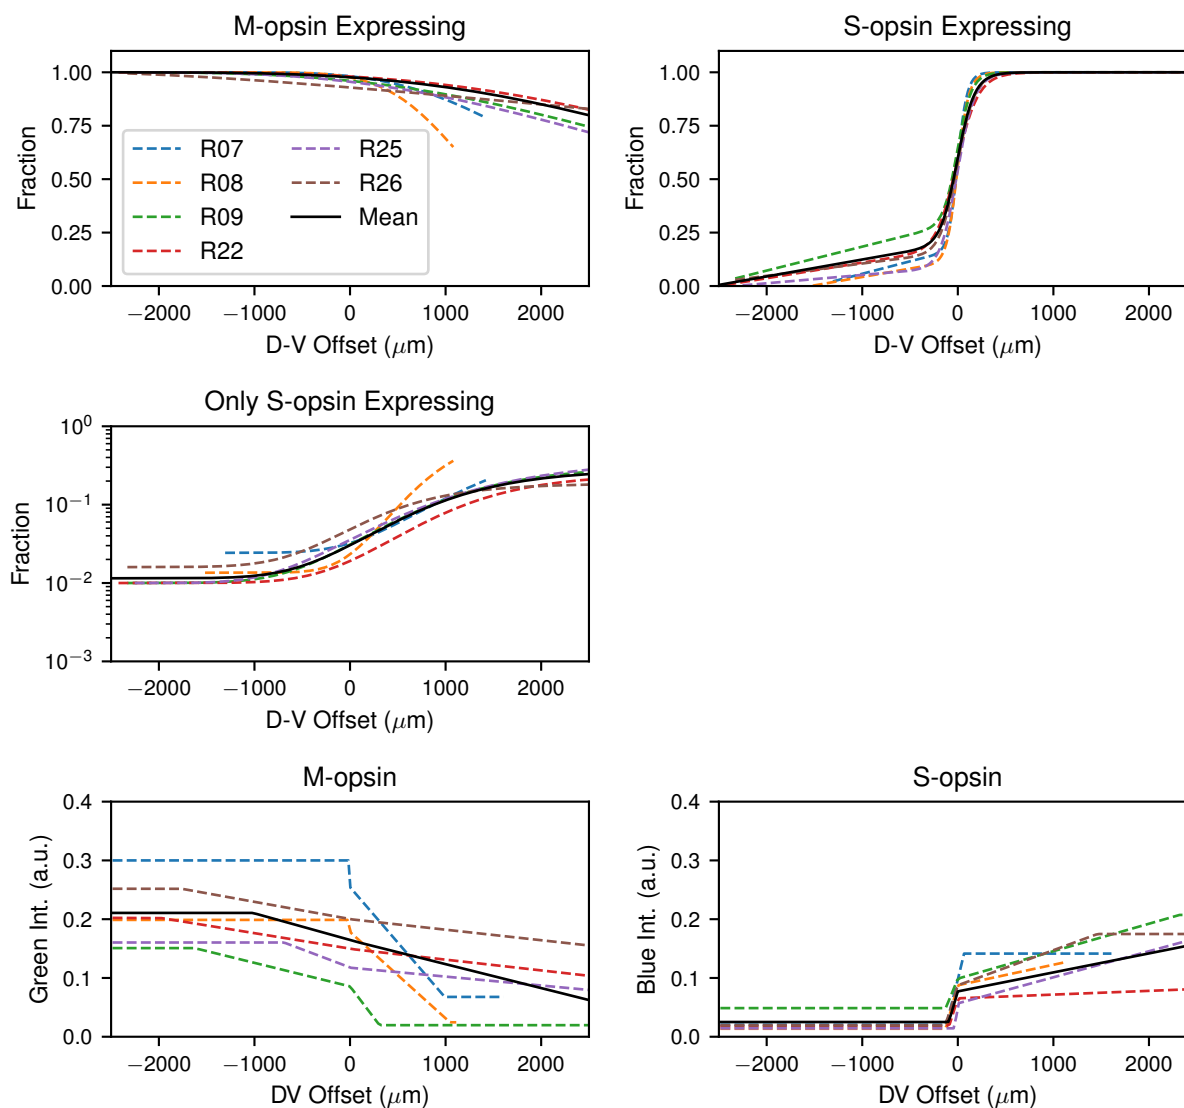 M-opsin Expressing
S-opsin Expressing
1.00
0.75
0.50
0.25
0.00
Fraction
R07
R08
R09
R22
R25
R26
Mean
−2000
−1000
0
1000
2000
D-V Offset (μm)
1.00
0.75
0.50
0.25
0.00
Fraction
−2000
−1000
0
1000
2000
D-V Offset (μm)
Only S-opsin Expressing
10⁰
10⁻¹
10⁻²
10⁻³
Fraction
−2000
−1000
0
1000
2000
D-V Offset (μm)
M-opsin
0.4
0.3
0.2
0.1
0.0
Green Int. (a.u.)
−2000
−1000
0
1000
2000
DV Offset (μm)
S-opsin
0.4
0.3
0.2
0.1
0.0
Blue Int. (a.u.)
−2000
−1000
0
1000
2000
DV Offset (μm)